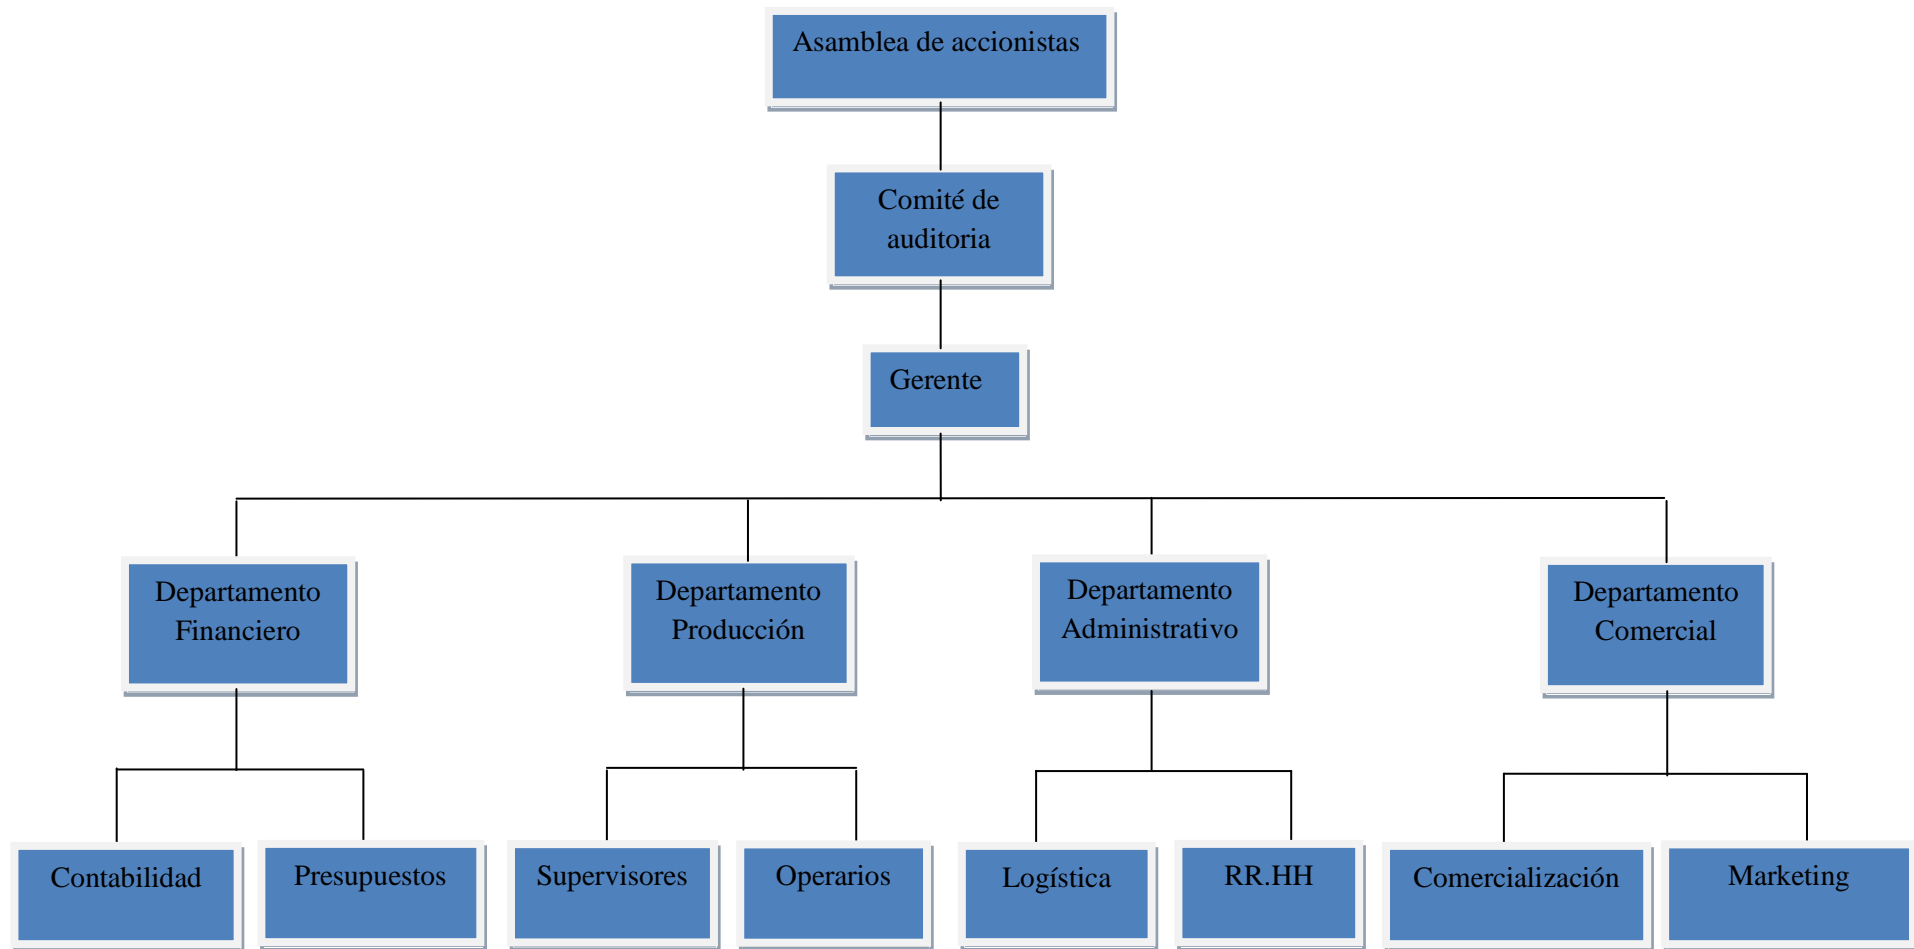 Asamblea de accionistas
Comité de
auditoria
Gerente
Departamento
Financiero
Departamento
Producción
Departamento
Administrativo
Departamento
Comercial
Contabilidad
Presupuestos
Supervisores
Operarios
Logística
RR.HH
Comercialización
Marketing